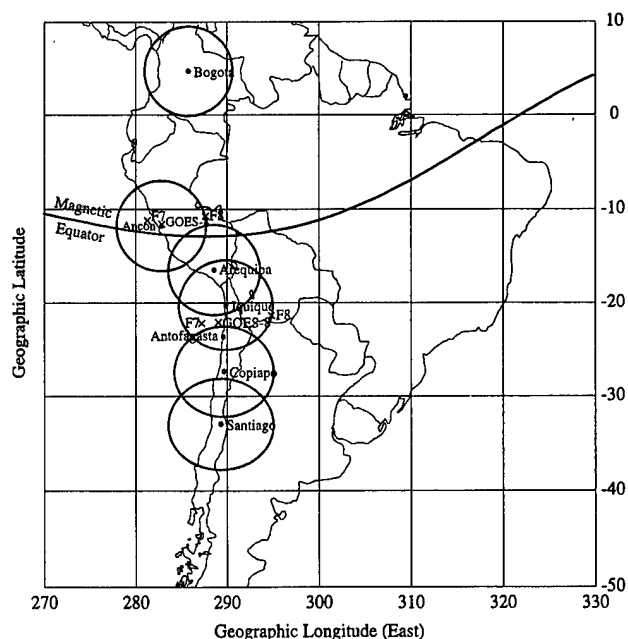 10
Bogota
0
Magnetic
F7
F8
Ancon
GOES-8
Equator
-10
Arequipa
Iquique
-20
F7
GOES-8
F8
Antofagasta
Copiapo
-30
Santiago
-40
-50
270
280
290
300
310
320
330
Geographic Longitude (East)
Geographic Latitude